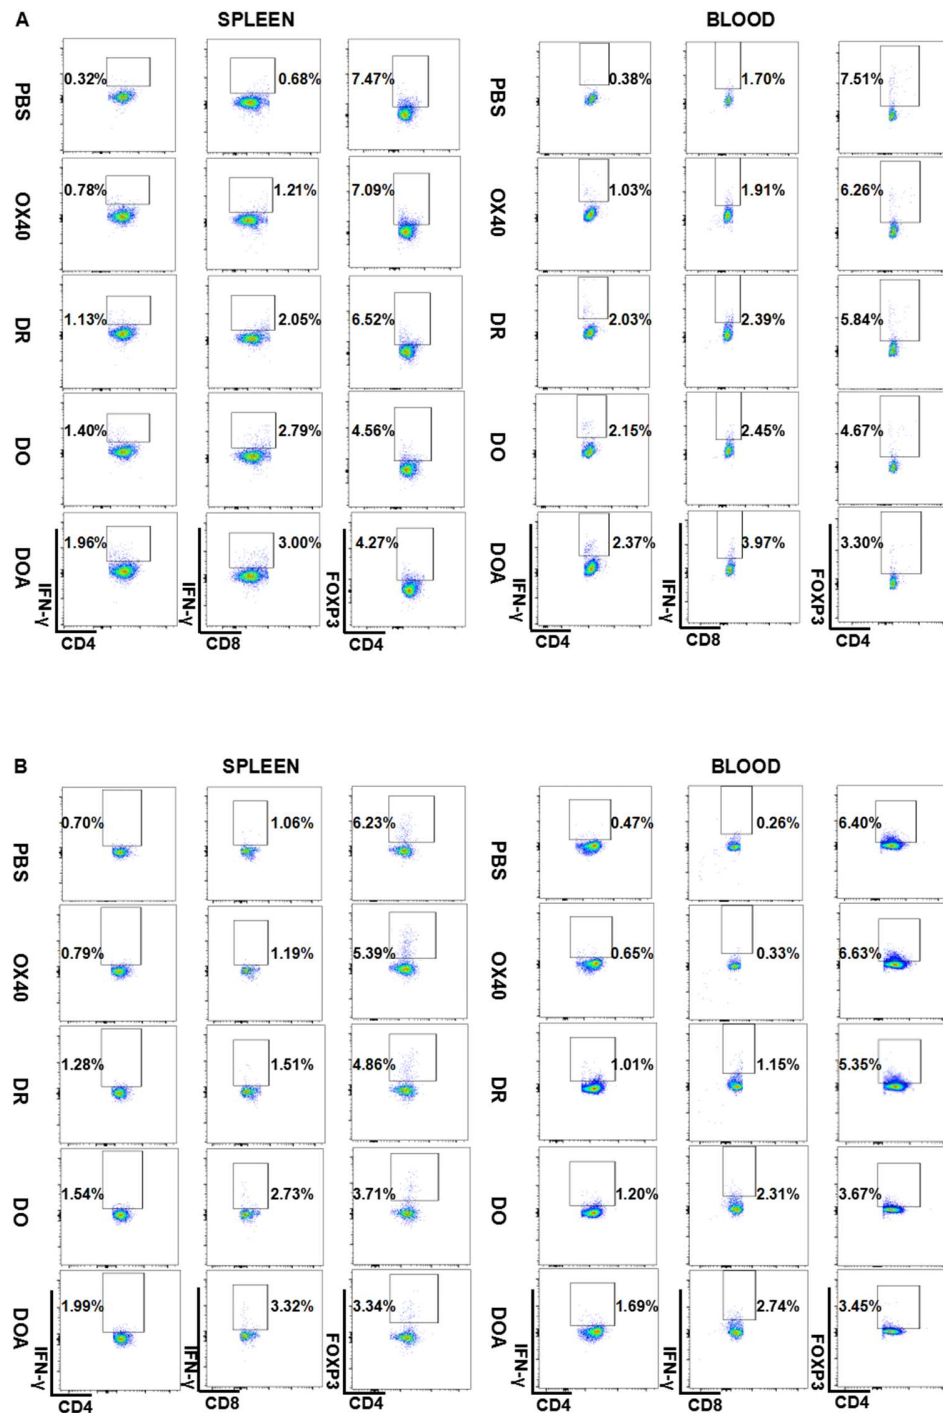 A
SPLEEN
BLOOD
PBS
0.32%
0.68%
7.47%
PBS
0.38%
1.70%
7.51%
OX40
0.78%
1.21%
7.09%
OX40
1.03%
1.91%
6.26%
DR
1.13%
2.05%
6.52%
DR
2.03%
2.39%
5.84%
DO
1.40%
2.79%
4.56%
DO
2.15%
2.45%
4.67%
DOA
1.96%
3.00%
4.27%
DOA
2.37%
3.97%
3.30%
IFN-γ
CD4
IFN-γ
CD8
FOXP3
CD4
IFN-γ
CD4
IFN-γ
CD8
FOXP3
CD4
B
SPLEEN
BLOOD
PBS
0.70%
1.06%
6.23%
PBS
0.47%
0.26%
6.40%
OX40
0.79%
1.19%
5.39%
OX40
0.65%
0.33%
6.63%
DR
1.28%
1.51%
4.86%
DR
1.01%
1.15%
5.35%
DO
1.54%
2.73%
3.71%
DO
1.20%
2.31%
3.67%
DOA
1.99%
3.32%
3.34%
DOA
1.69%
2.74%
3.45%
IFN-γ
CD4
IFN-γ
CD8
FOXP3
CD4
IFN-γ
CD4
IFN-γ
CD8
FOXP3
CD4